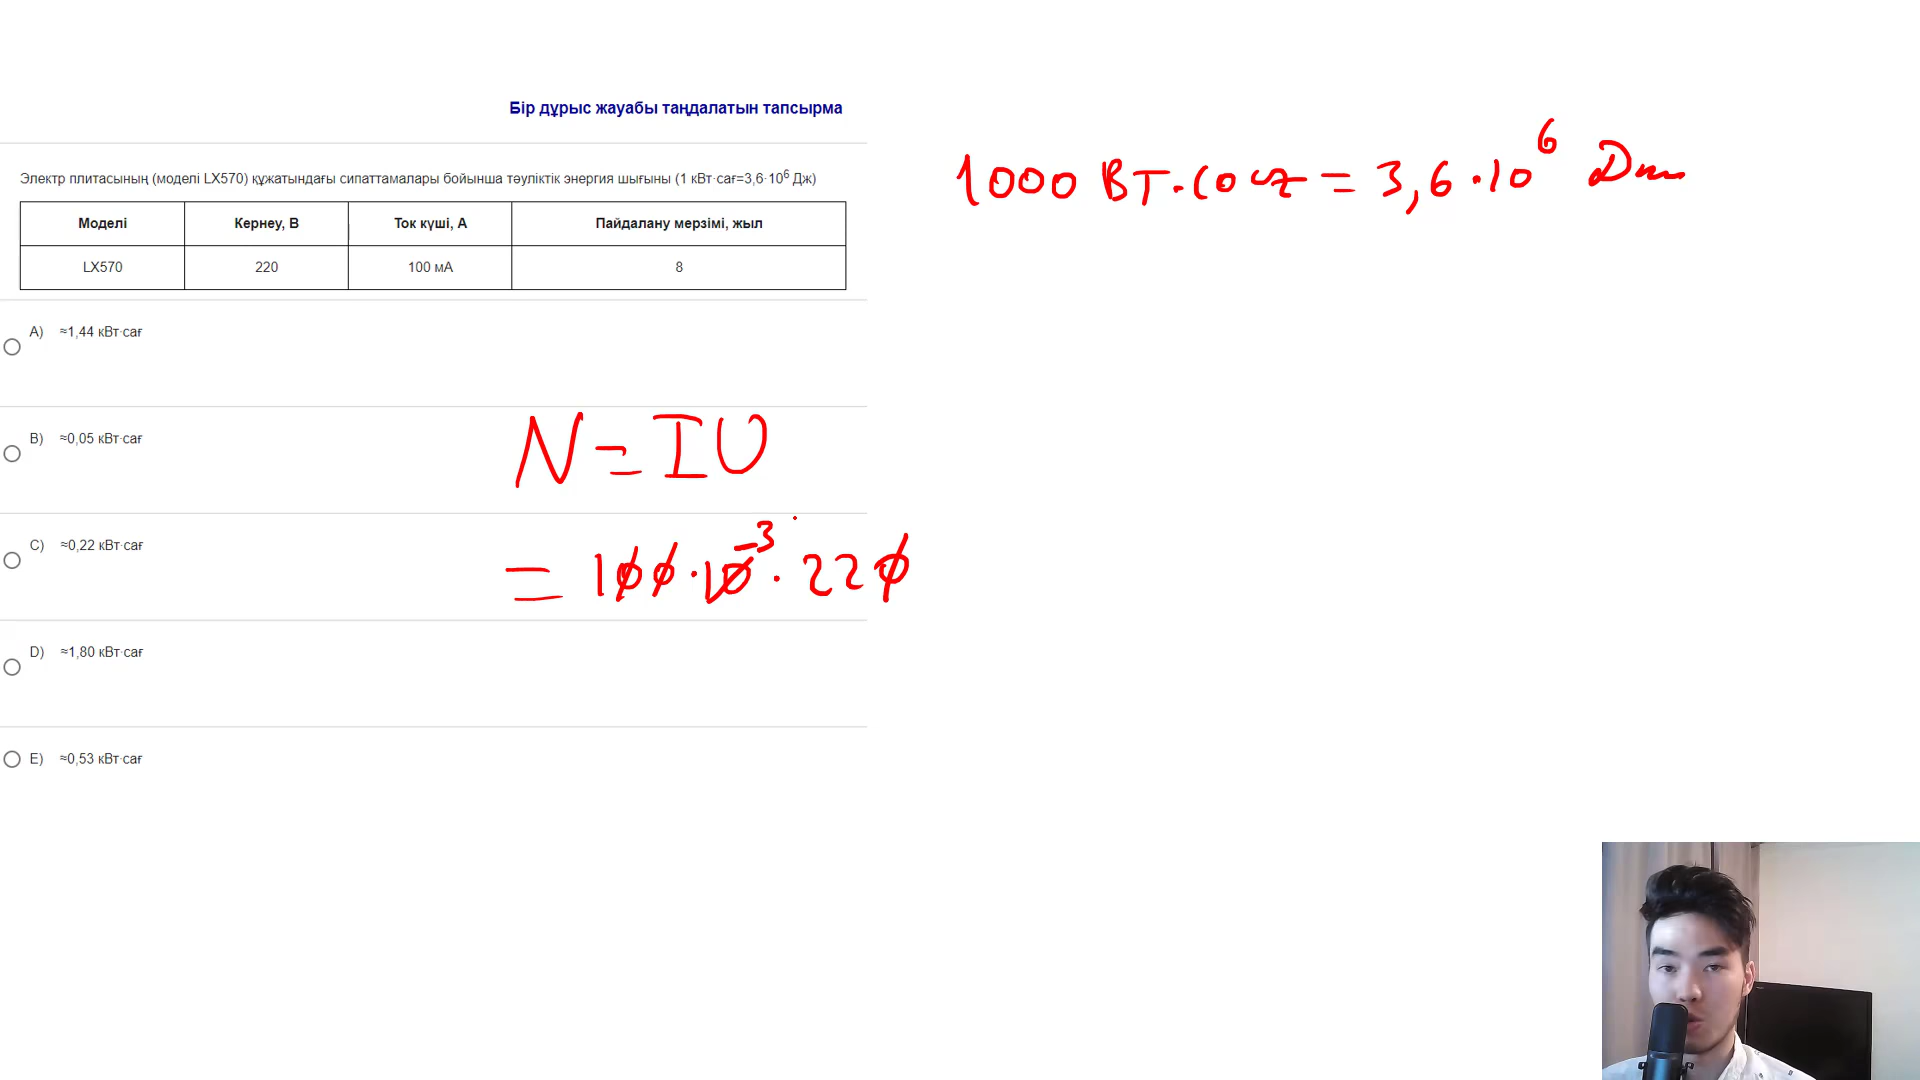 Бір дұрыс жауабы таңдалатын тапсырма
Электр плитасының (моделі LX570) құжатындағы сипаттамалары бойынша тәуліктік энергия шығыны (1 кВт·сағ=3,6·10⁶ Дж)
Моделі Кернеу, В Ток күші, А Пайдалану мерзімі, жыл
LX570 220 100 мА 8
A) ≈1,44 кВт·сағ
B) ≈0,05 кВт·сағ
C) ≈0,22 кВт·сағ
D) ≈1,80 кВт·сағ
E) ≈0,53 кВт·сағ
N = IU
= 100·10⁻³·220
1000 Вт·сағ = 3,6·10⁶ Дж